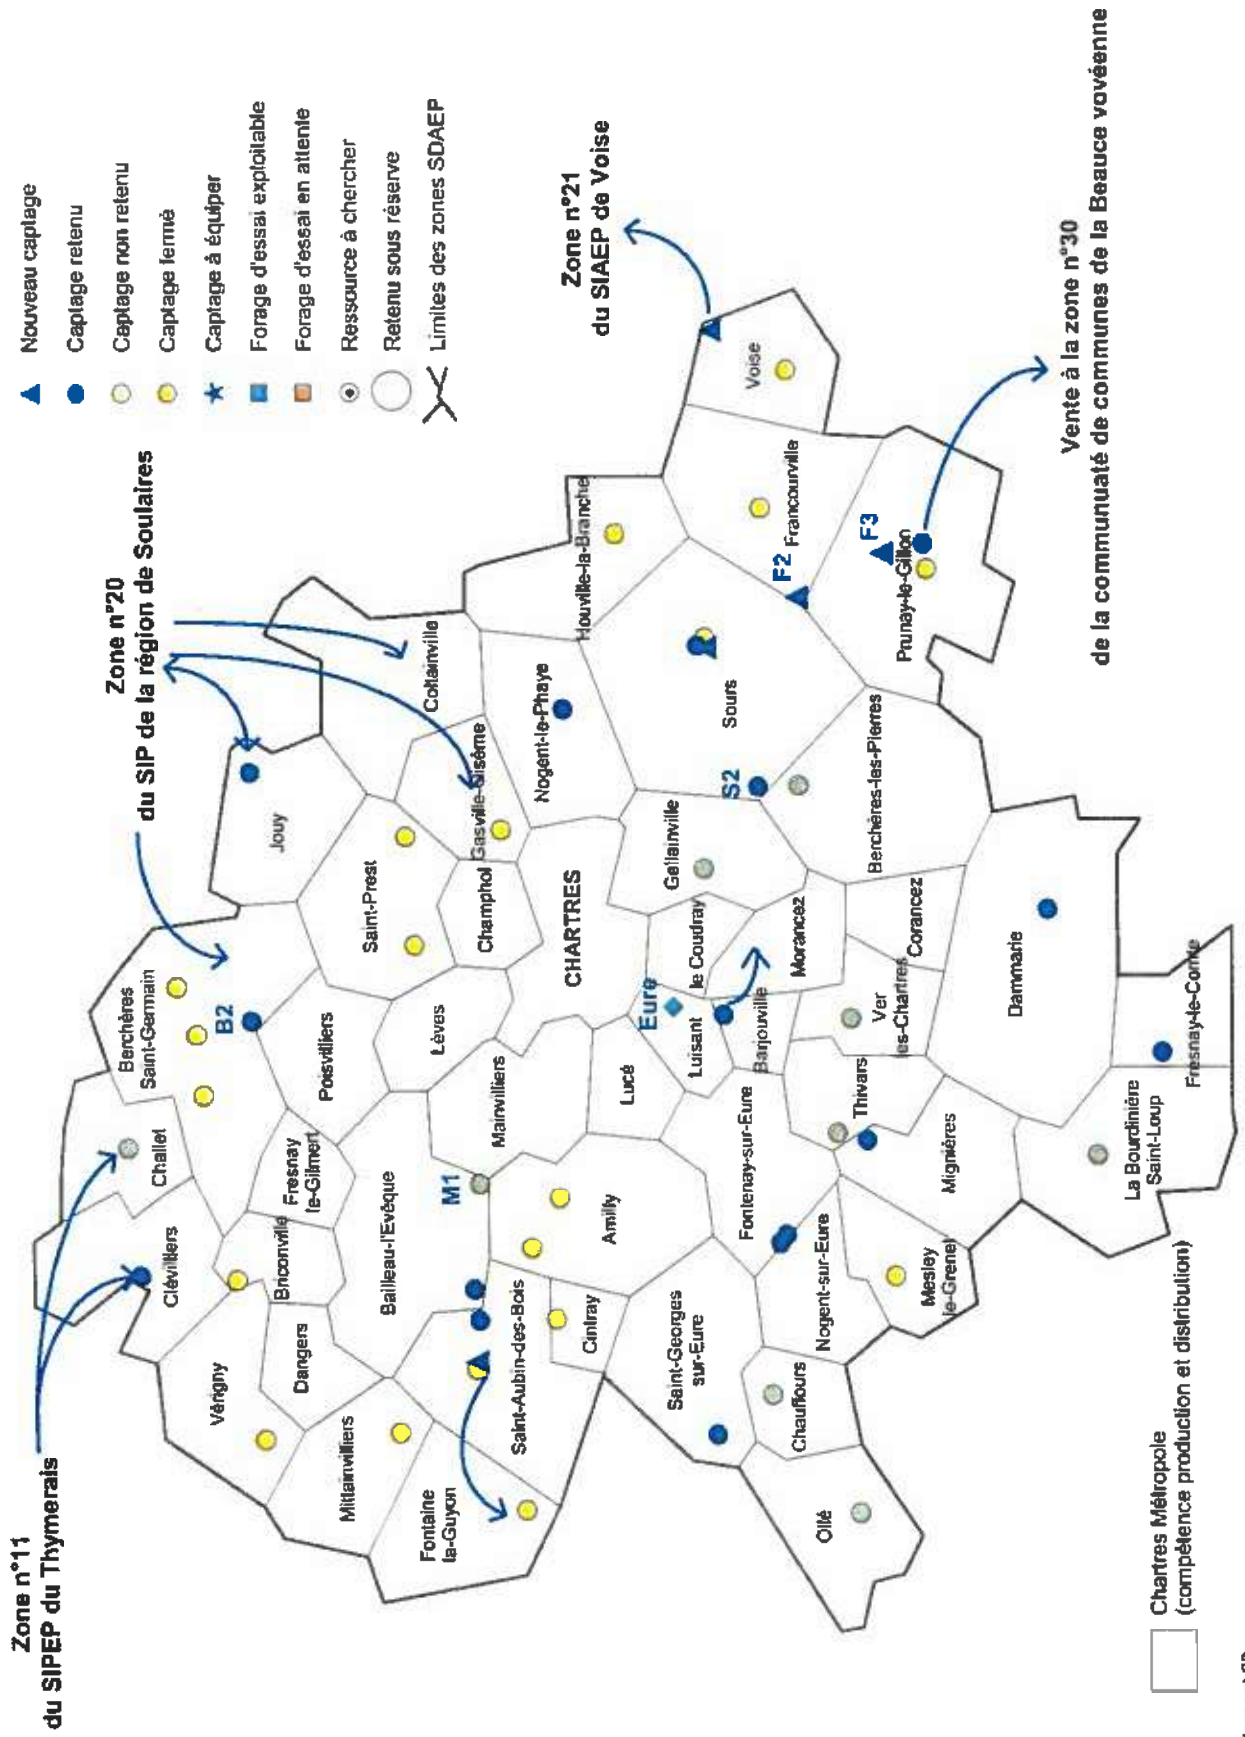 Zone n°11
du SIPEP du Thymerais
Zone n°20
du SIP de la région de Soulaires
Nouveau captage
Captage retenu
Captage non retenu
Captage fermé
Captage à équiper
Forage d'essai exploitable
Forage d'essai en attente
Ressource à chercher
Retenu sous réserve
Limites des zones SDAEP
Zone n°21
du SIAEP de Voise
Vente à la zone n°30
de la communuaté de communes de la Beauce vovéenne
Berchères
Saint-Germain
B2
Challet
Clévilliers
Jouy
Coltainville
Saint-Prest
Gasville-Oisème
Champhol
Poisvilliers
Lèves
Fresnay
le-Gilmert
Briconville
Vérigny
Dangers
Mittainvilliers
Bailleau-l'Evêque
Mainvilliers
M1
Fontaine
la-Guyon
Saint-Aubin-des-Bois
Cintray
Amilly
Lucé
CHARTRES
Nogent-le-Phaye
Houville-la-Branche
Voise
Francourville
F2
F3
Prunay-le-Gillon
Sours
S2
Gellainville
Berchères-les-Pierres
le Coudray
Eure
Luisant
Barjouville
Morancez
Corancez
Ver
les-Chartres
Thivars
Fontenay-sur-Eure
Nogent-sur-Eure
Saint-Georges
sur-Eure
Chauffours
Ollé
Meslay
le-Grenet
Mignières
Dammarie
La Bourdinière
Saint-Loup
Fresnay-le-Comte
Chartres Métropole
(compétence production et distribution)